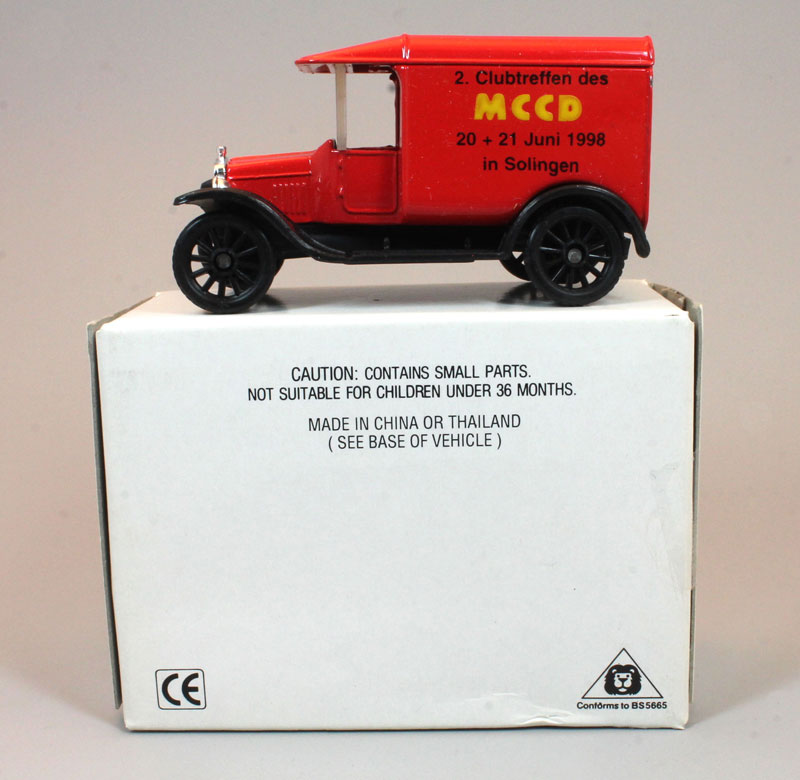 2. Clubtreffen des
MCCD
20 + 21 Juni 1998
in Solingen
CAUTION: CONTAINS SMALL PARTS.
NOT SUITABLE FOR CHILDREN UNDER 36 MONTHS.
MADE IN CHINA OR THAILAND
( SEE BASE OF VEHICLE )
CE
Conforms to BS5665